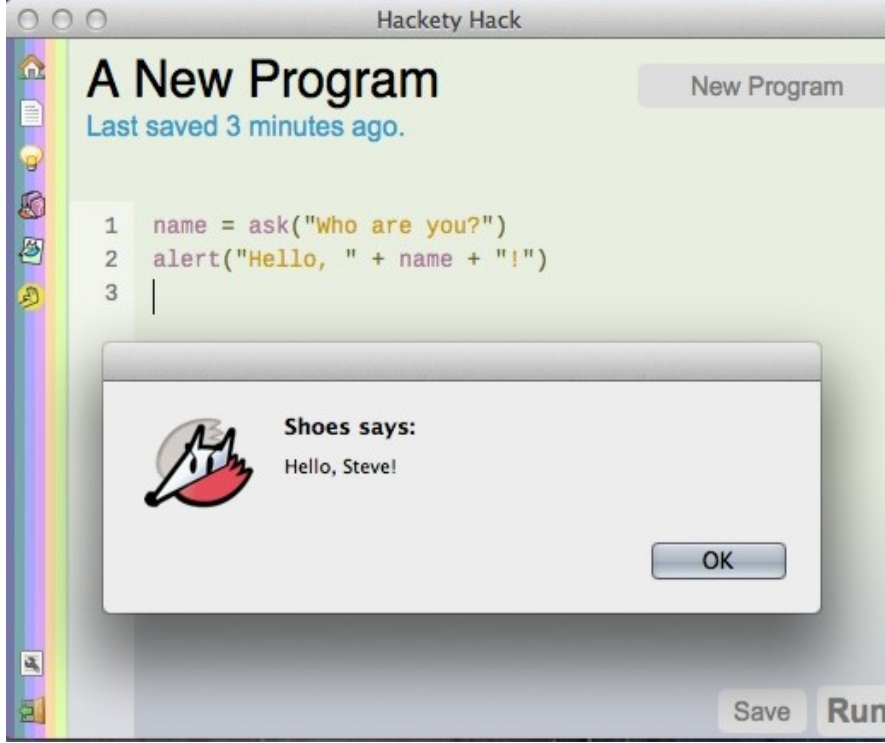 Hackety Hack
A New Program
New Program
Last saved 3 minutes ago.
1 name = ask("Who are you?")
2 alert("Hello, " + name + "!")
3
Shoes says:
Hello, Steve!
OK
Save
Run